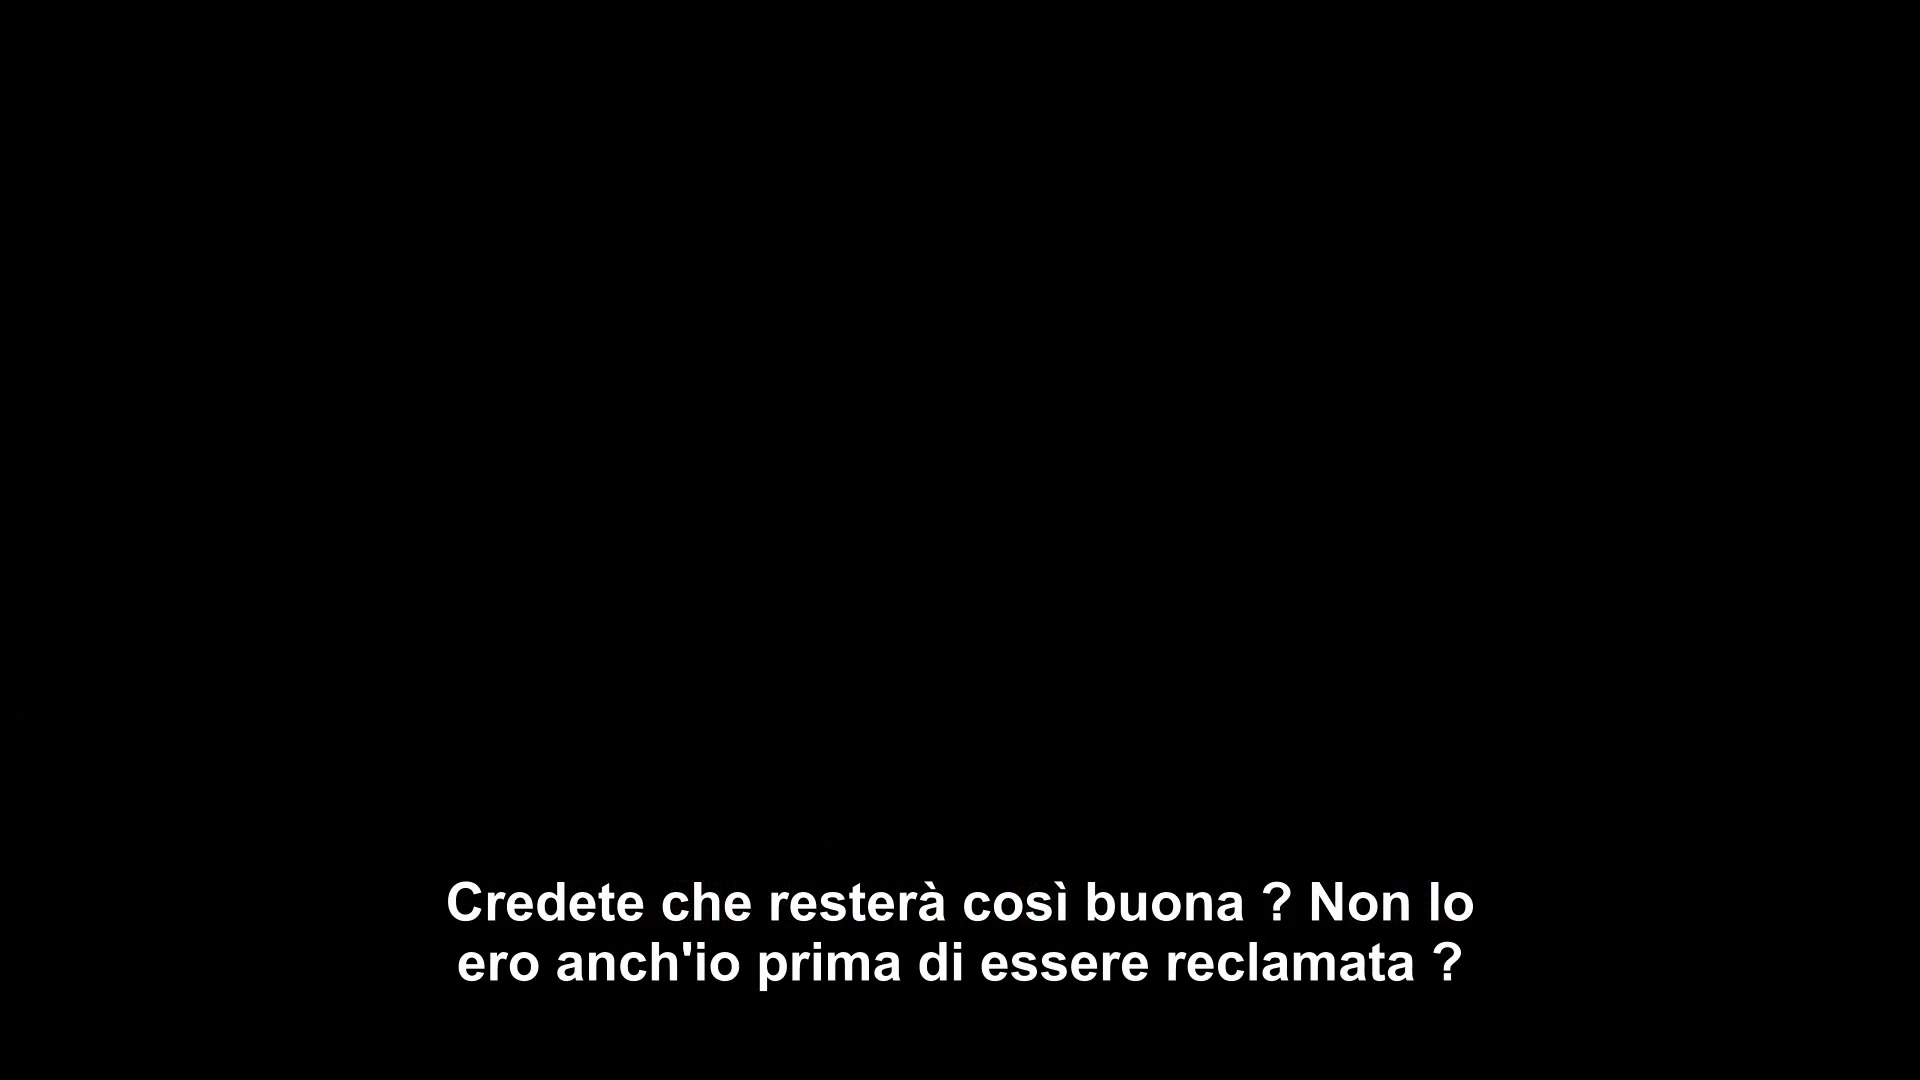 Credete che resterà così buona ? Non lo
ero anch'io prima di essere reclamata ?